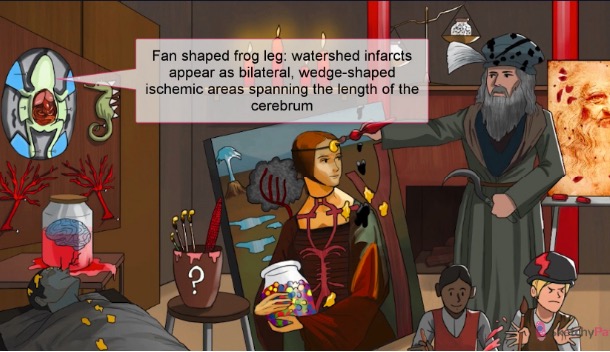 Fan shaped frog leg: watershed infarcts
appear as bilateral, wedge-shaped
ischemic areas spanning the length of the
cerebrum
?